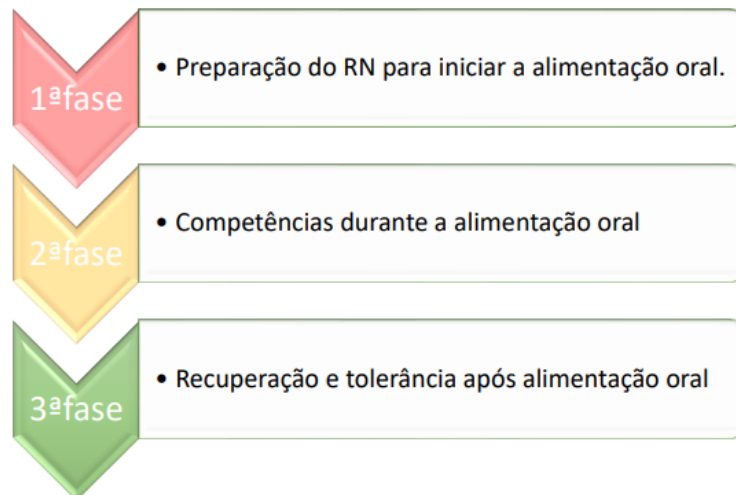 1ªfase
• Preparação do RN para iniciar a alimentação oral.
2ªfase
• Competências durante a alimentação oral
3ªfase
• Recuperação e tolerância após alimentação oral